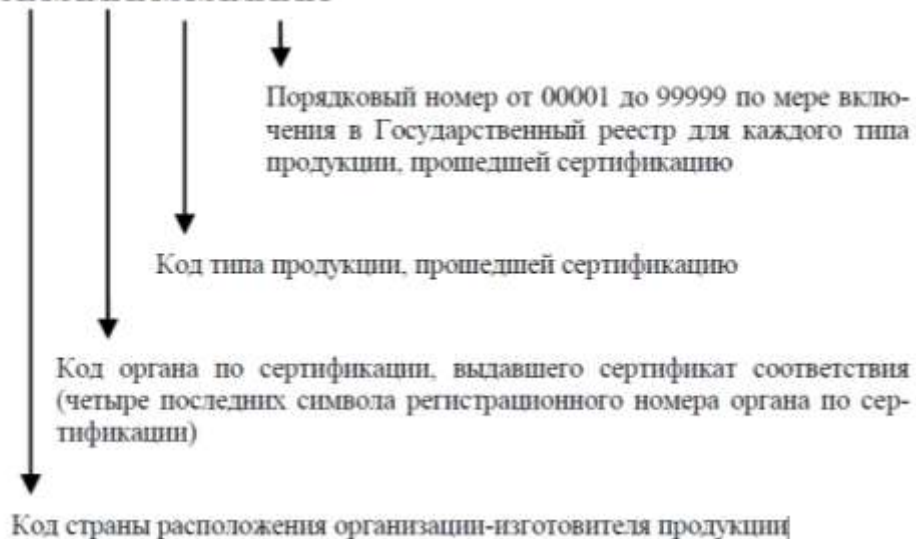 Порядковый номер от 00001 до 99999 по мере вклю-
чения в Государственный реестр для каждого типа
продукции, прошедшей сертификацию
Код типа продукции, прошедшей сертификацию
Код органа по сертификации, выдавшего сертификат соответствия
(четыре последних символа регистрационного номера органа по сер-
тификации)
Код страны расположения организации-изготовителя продукции